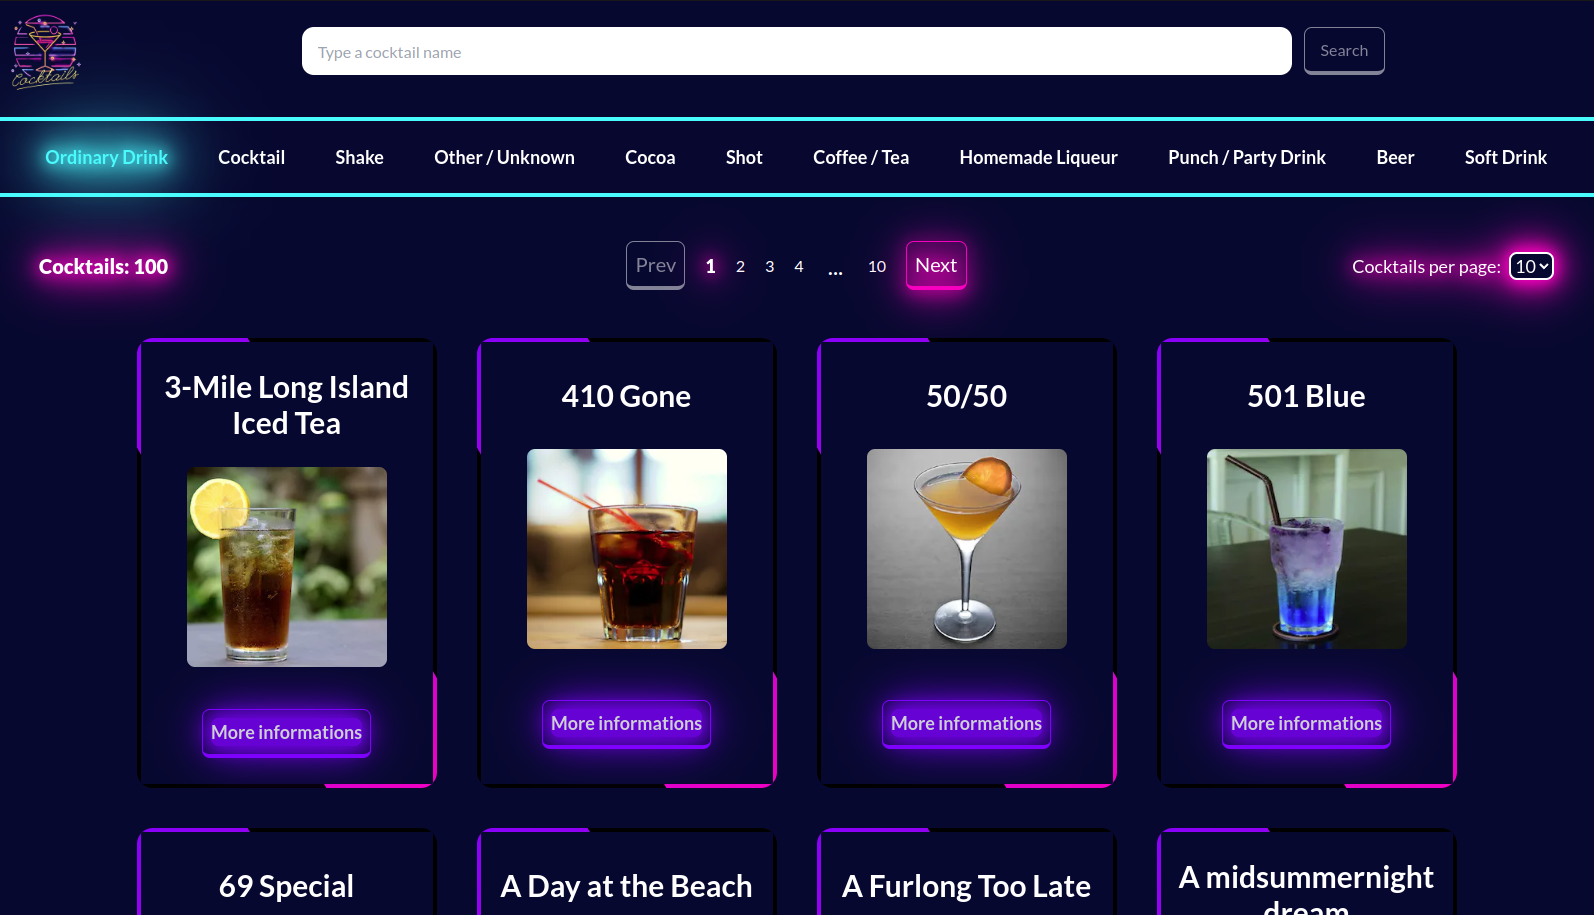 Cocktails
Type a cocktail name
Search
Ordinary Drink
Cocktail
Shake
Other / Unknown
Cocoa
Shot
Coffee / Tea
Homemade Liqueur
Punch / Party Drink
Beer
Soft Drink
Cocktails: 100
Prev
1
2
3
4
...
10
Next
Cocktails per page:
10
3-Mile Long Island
Iced Tea
410 Gone
50/50
501 Blue
More informations
More informations
More informations
More informations
69 Special
A Day at the Beach
A Furlong Too Late
A midsummernight
dream